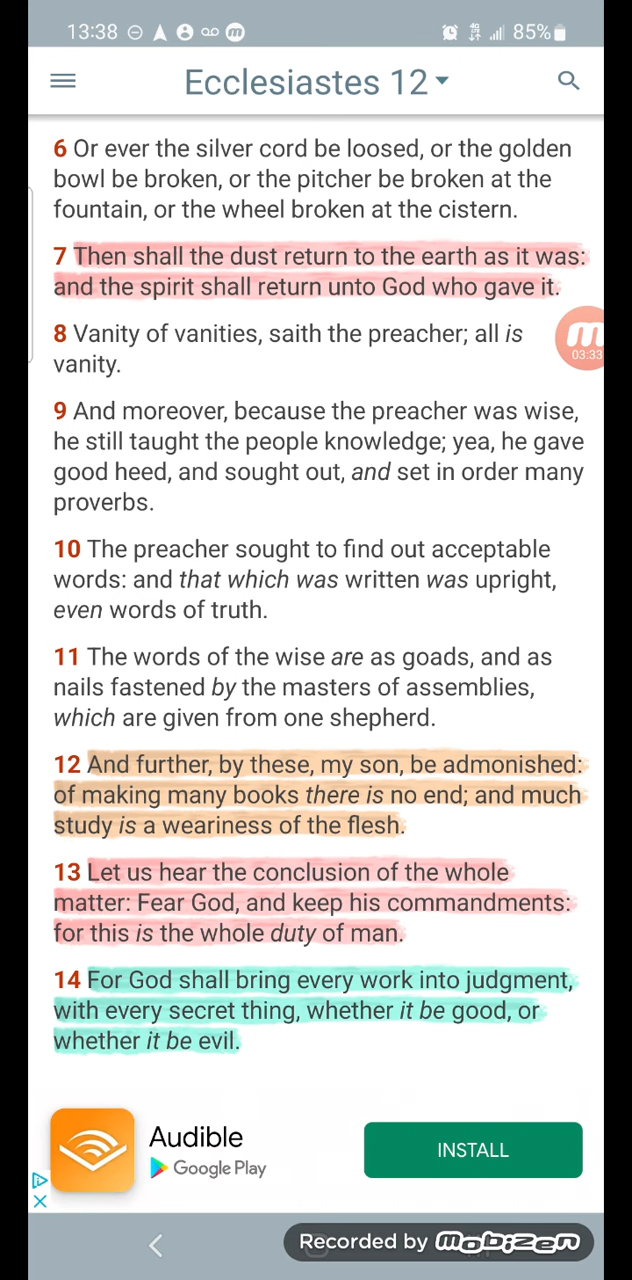 13:38 85%
Ecclesiastes 12
6 Or ever the silver cord be loosed, or the golden
bowl be broken, or the pitcher be broken at the
fountain, or the wheel broken at the cistern.
7 Then shall the dust return to the earth as it was:
and the spirit shall return unto God who gave it.
8 Vanity of vanities, saith the preacher; all is
vanity.
m
03:33
9 And moreover, because the preacher was wise,
he still taught the people knowledge; yea, he gave
good heed, and sought out, and set in order many
proverbs.
10 The preacher sought to find out acceptable
words: and that which was written was upright,
even words of truth.
11 The words of the wise are as goads, and as
nails fastened by the masters of assemblies,
which are given from one shepherd.
12 And further, by these, my son, be admonished:
of making many books there is no end; and much
study is a weariness of the flesh.
13 Let us hear the conclusion of the whole
matter: Fear God, and keep his commandments:
for this is the whole duty of man.
14 For God shall bring every work into judgment,
with every secret thing, whether it be good, or
whether it be evil.
Audible
Google Play
INSTALL
Recorded by mobizen